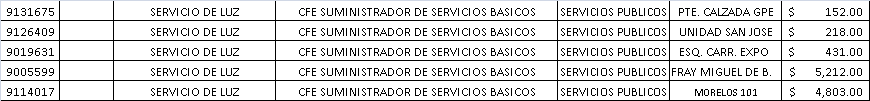 9131675 SERVICIO DE LUZ CFE SUMINISTRADOR DE SERVICIOS BASICOS SERVICIOS PUBLICOS PTE. CALZADA GPE $ 152.00
9126409 SERVICIO DE LUZ CFE SUMINISTRADOR DE SERVICIOS BASICOS SERVICIOS PUBLICOS UNIDAD SAN JOSE $ 218.00
9019631 SERVICIO DE LUZ CFE SUMINISTRADOR DE SERVICIOS BASICOS SERVICIOS PUBLICOS ESQ. CARR. EXPO $ 431.00
9005599 SERVICIO DE LUZ CFE SUMINISTRADOR DE SERVICIOS BASICOS SERVICIOS PUBLICOS FRAY MIGUEL DE B. $ 5,212.00
9114017 SERVICIO DE LUZ CFE SUMINISTRADOR DE SERVICIOS BASICOS SERVICIOS PUBLICOS MORELOS 101 $ 4,803.00